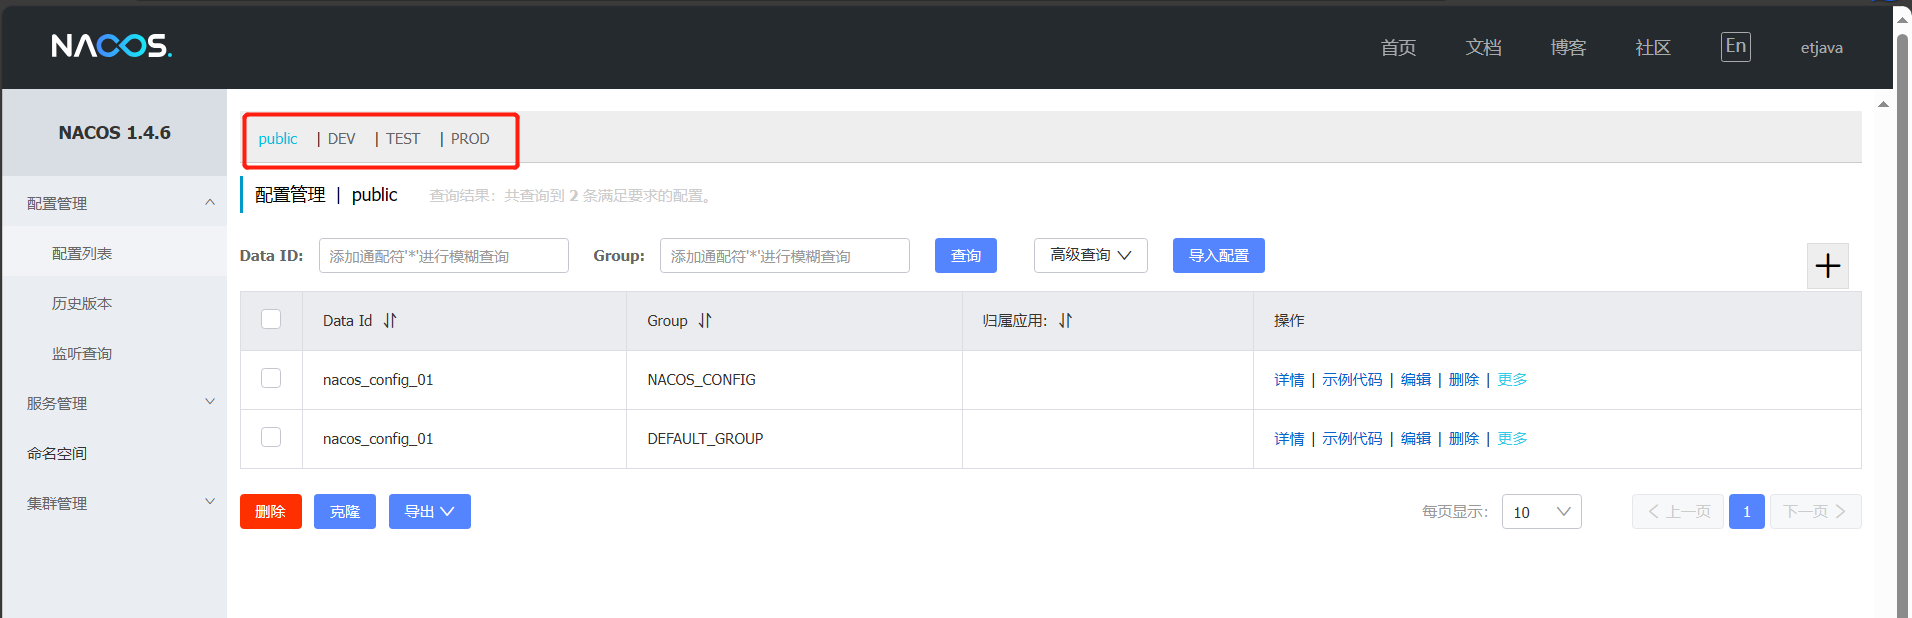 NACOS. 首页 文档 博客 社区 En etjava
NACOS 1.4.6
配置管理
配置列表
历史版本
监听查询
服务管理
命名空间
集群管理
public | DEV | TEST | PROD
配置管理 | public 查询结果：共查询到 2 条满足要求的配置。
Data ID: 添加通配符'*'进行模糊查询 Group: 添加通配符'*'进行模糊查询 查询 高级查询 导入配置
Data Id Group 归属应用: 操作
nacos_config_01 NACOS_CONFIG 详情 | 示例代码 | 编辑 | 删除 | 更多
nacos_config_01 DEFAULT_GROUP 详情 | 示例代码 | 编辑 | 删除 | 更多
删除 克隆 导出 每页显示: 10 上一页 1 下一页